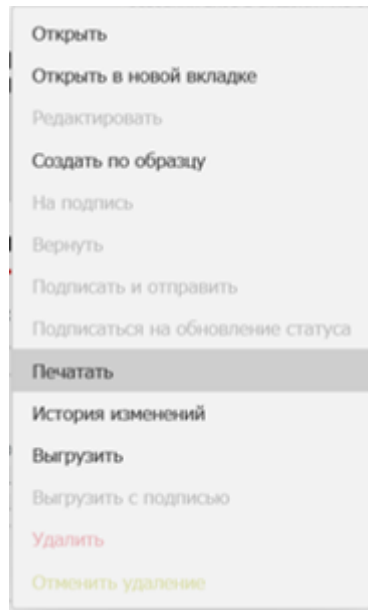 Открыть
Открыть в новой вкладке
Редактировать
Создать по образцу
На подпись
Вернуть
Подписать и отправить
Подписаться на обновление статуса
Печатать
История изменений
Выгрузить
Выгрузить с подписью
Удалить
Отменить удаление